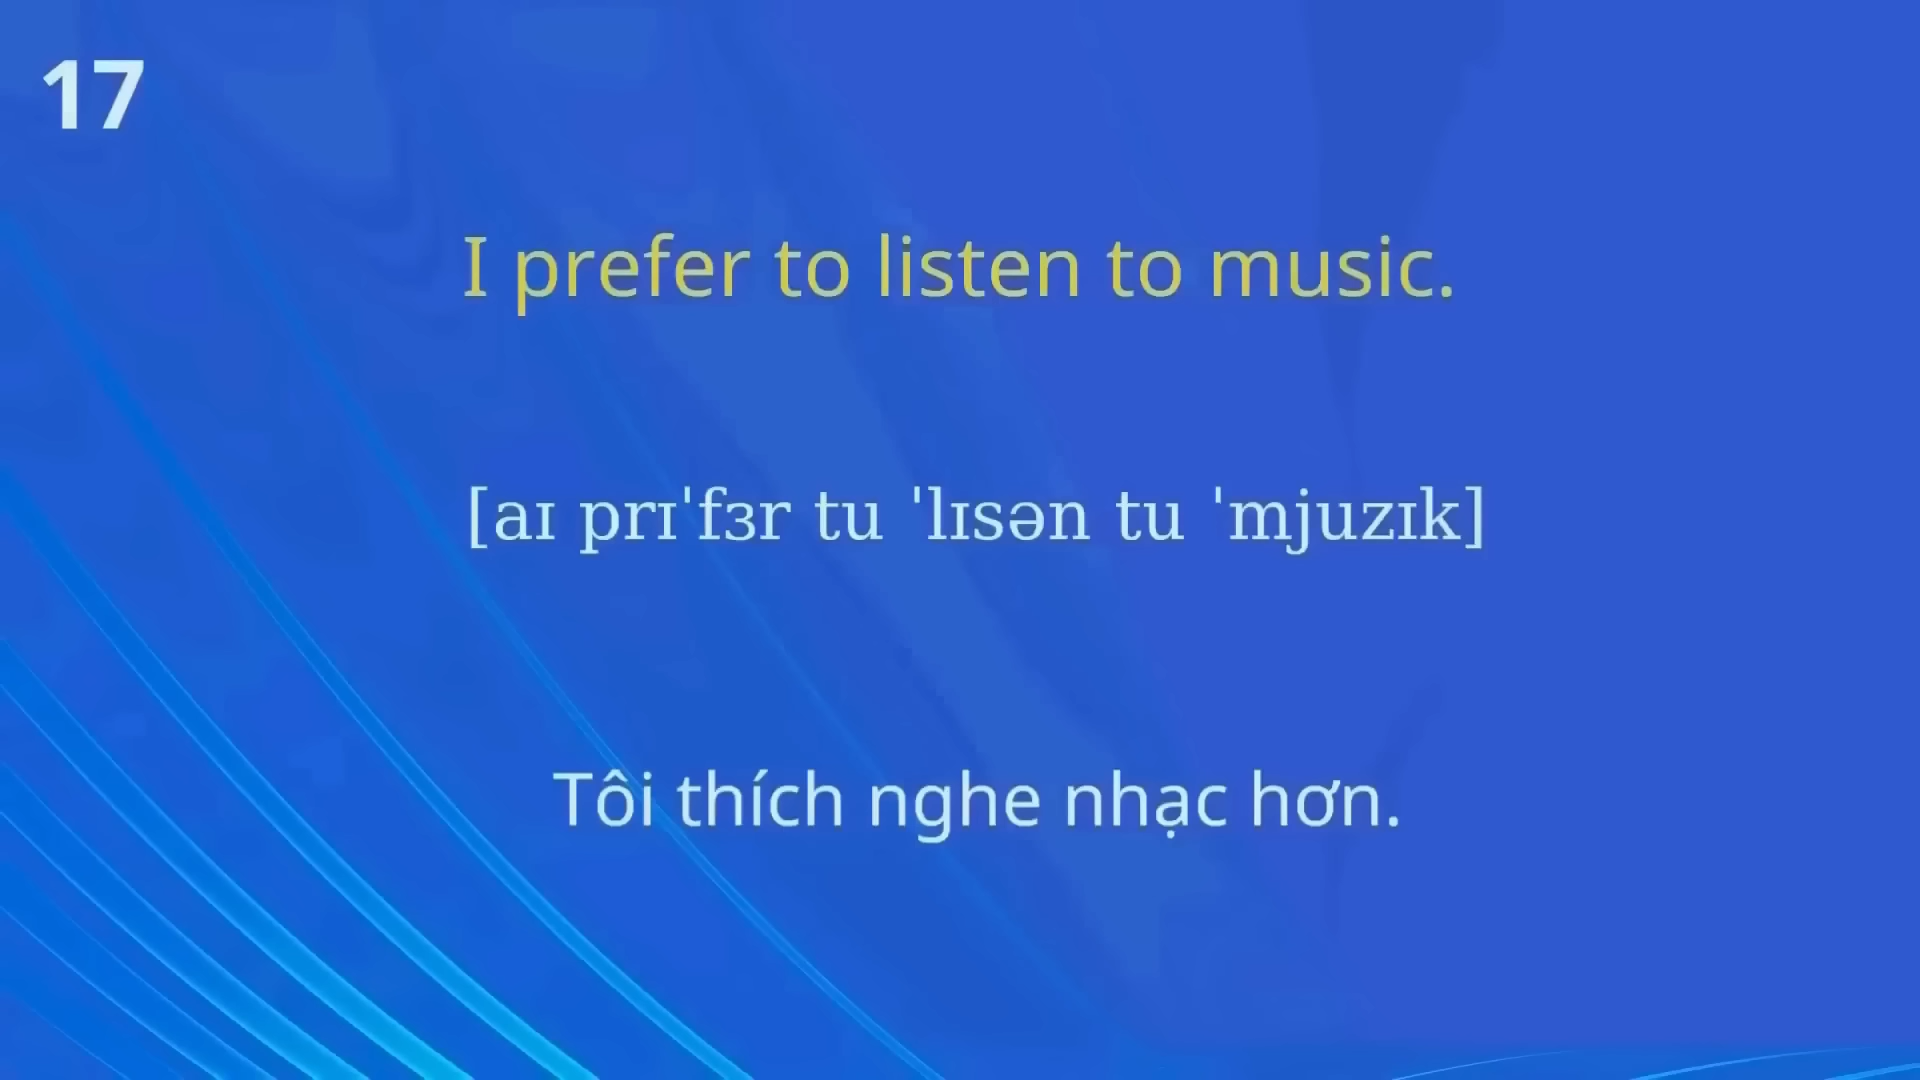 17
I prefer to listen to music.
[aɪ prɪˈfɜr tu ˈlɪsən tu ˈmjuzɪk]
Tôi thích nghe nhạc hơn.